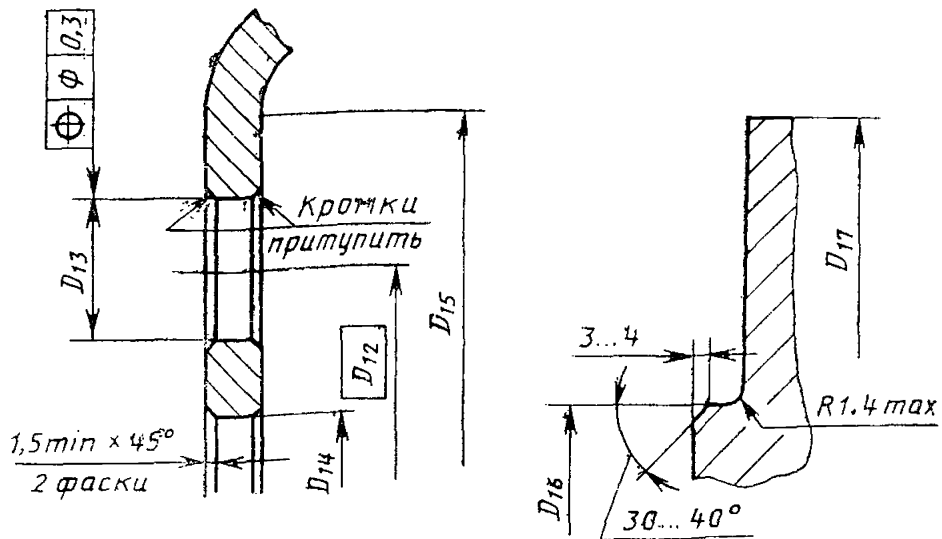 ⌖ Ф 0,3
Кромки
притупить
D13
D12
D15
D14
1,5min × 45°
2 фаски
D17
3...4
R1.4 max
D16
30...40°